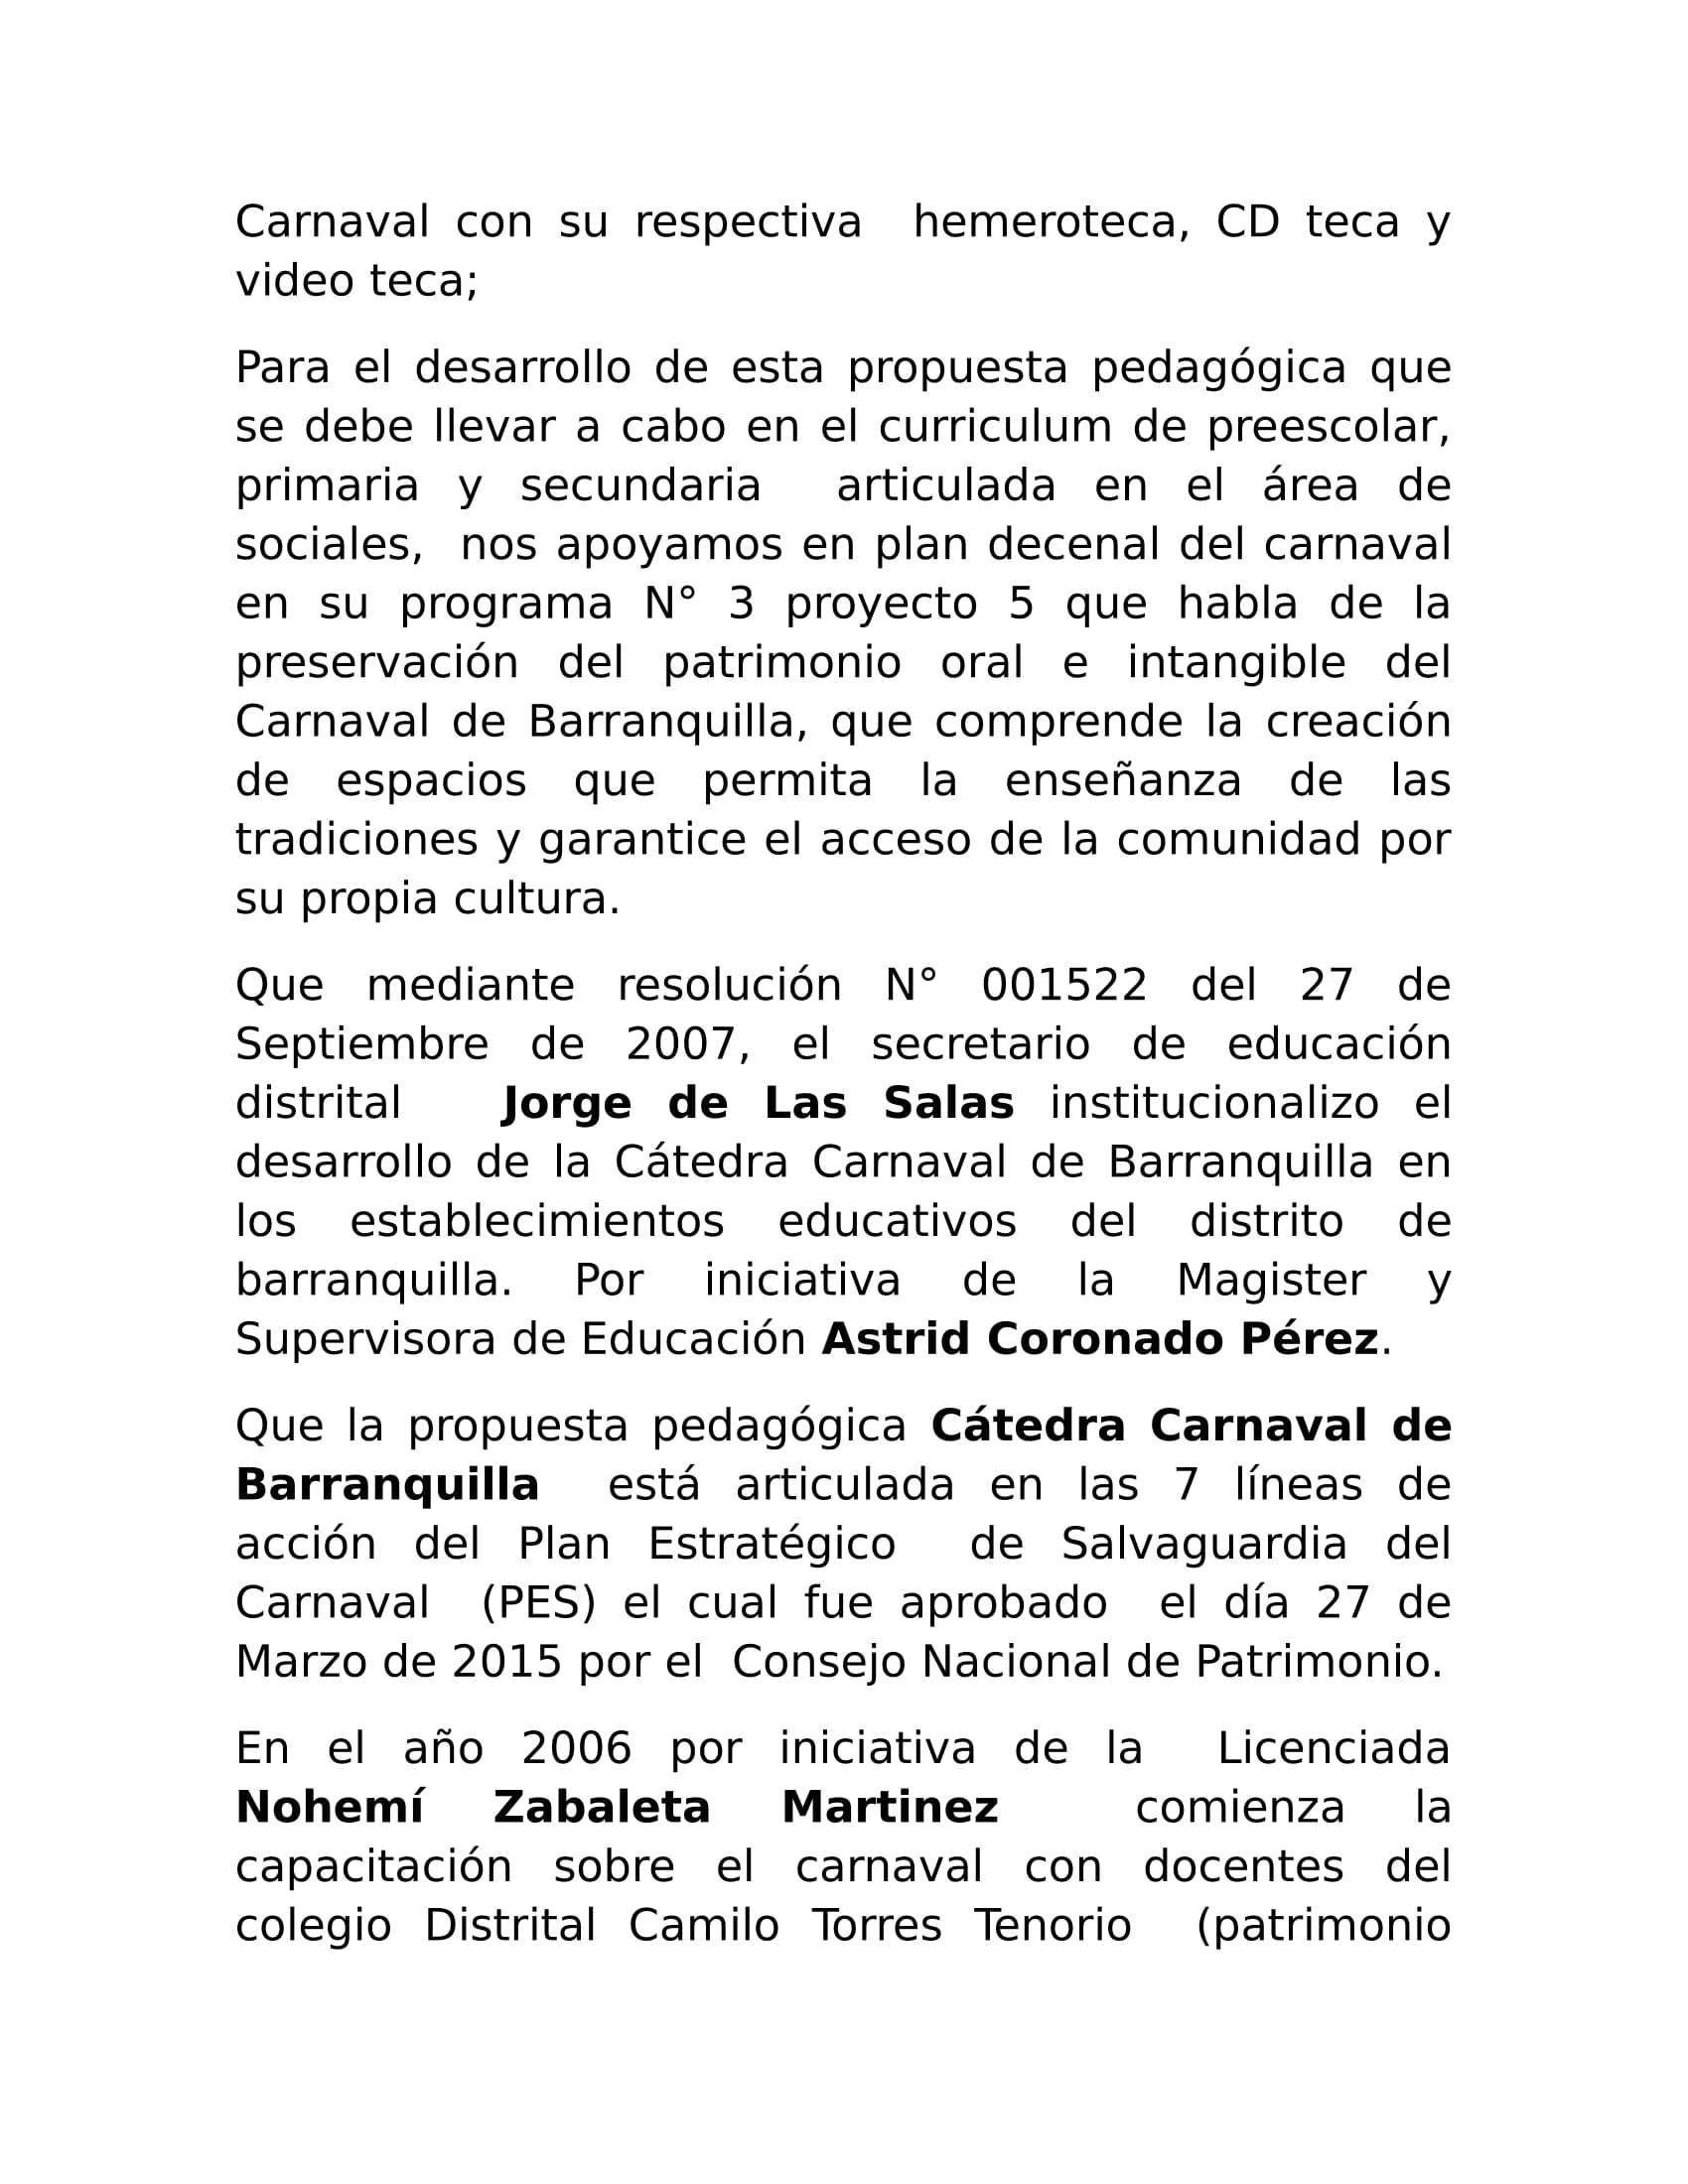 Carnaval con su respectiva  hemeroteca, CD teca y
video teca;
Para el desarrollo de esta propuesta pedagógica que
se debe llevar a cabo en el curriculum de preescolar,
primaria y secundaria  articulada en el área de
sociales,  nos apoyamos en plan decenal del carnaval
en su programa N° 3 proyecto 5 que habla de la
preservación del patrimonio oral e intangible del
Carnaval de Barranquilla, que comprende la creación
de espacios que permita la enseñanza de las
tradiciones y garantice el acceso de la comunidad por
su propia cultura.
Que mediante resolución N° 001522 del 27 de
Septiembre de 2007, el secretario de educación
distrital   Jorge de Las Salas institucionalizo el
desarrollo de la Cátedra Carnaval de Barranquilla en
los establecimientos educativos del distrito de
barranquilla. Por iniciativa de la Magister y
Supervisora de Educación Astrid Coronado Pérez.
Que la propuesta pedagógica Cátedra Carnaval de
Barranquilla  está articulada en las 7 líneas de
acción del Plan Estratégico  de Salvaguardia del
Carnaval  (PES) el cual fue aprobado  el día 27 de
Marzo de 2015 por el  Consejo Nacional de Patrimonio.
En el año 2006 por iniciativa de la  Licenciada
Nohemí Zabaleta Martinez  comienza la
capacitación sobre el carnaval con docentes del
colegio Distrital Camilo Torres Tenorio  (patrimonio